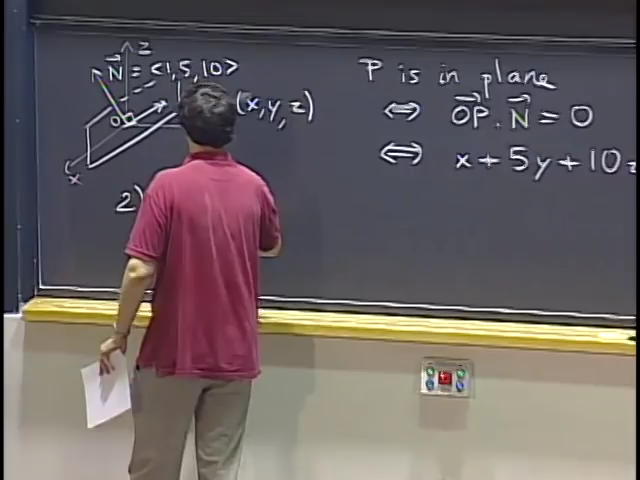 z
N = <1,5,10>
O
(x,y,z)
x
2)
P is in plane
⇔ OP · N = 0
⇔ x + 5y + 10z